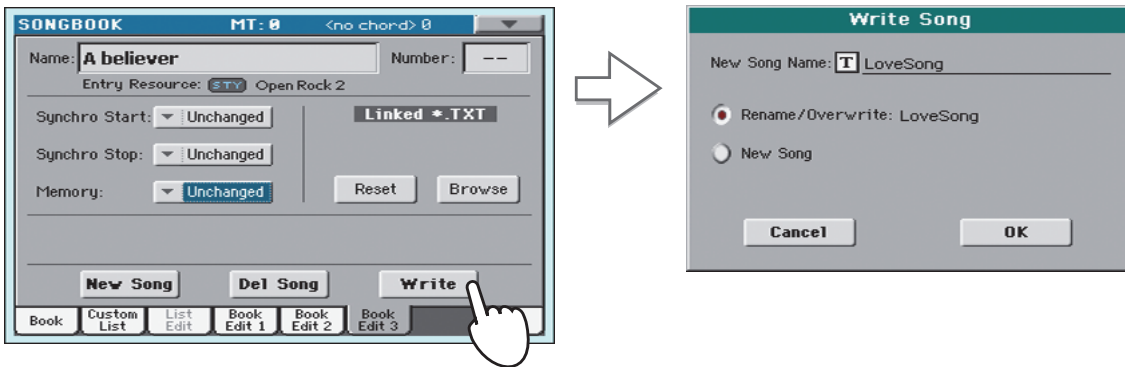 SONGBOOK MT: 0 <no chord> 0
Name: A believer Number: --
Entry Resource: STY Open Rock 2
Synchro Start: Unchanged Linked *.TXT
Synchro Stop: Unchanged
Memory: Unchanged Reset Browse
New Song Del Song Write
Book Custom List List Edit Book Edit 1 Book Edit 2 Book Edit 3
Write Song
New Song Name: T LoveSong
Rename/Overwrite: LoveSong
New Song
Cancel OK